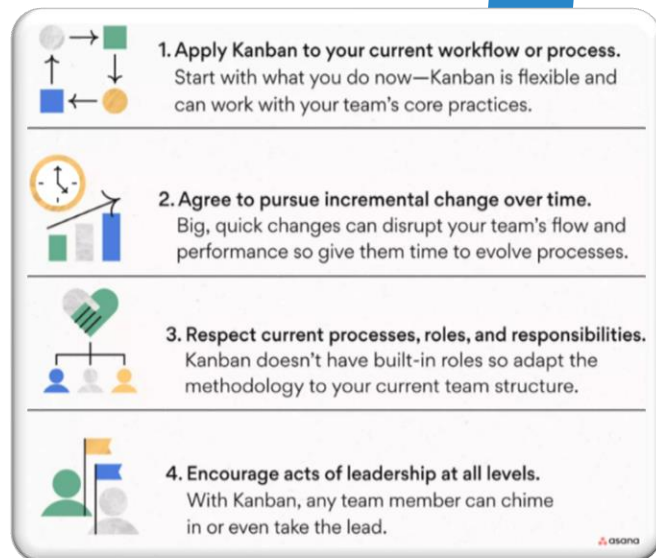 1. Apply Kanban to your current workflow or process.
Start with what you do now—Kanban is flexible and
can work with your team's core practices.
2. Agree to pursue incremental change over time.
Big, quick changes can disrupt your team's flow and
performance so give them time to evolve processes.
3. Respect current processes, roles, and responsibilities.
Kanban doesn't have built-in roles so adapt the
methodology to your current team structure.
4. Encourage acts of leadership at all levels.
With Kanban, any team member can chime
in or even take the lead.
asana